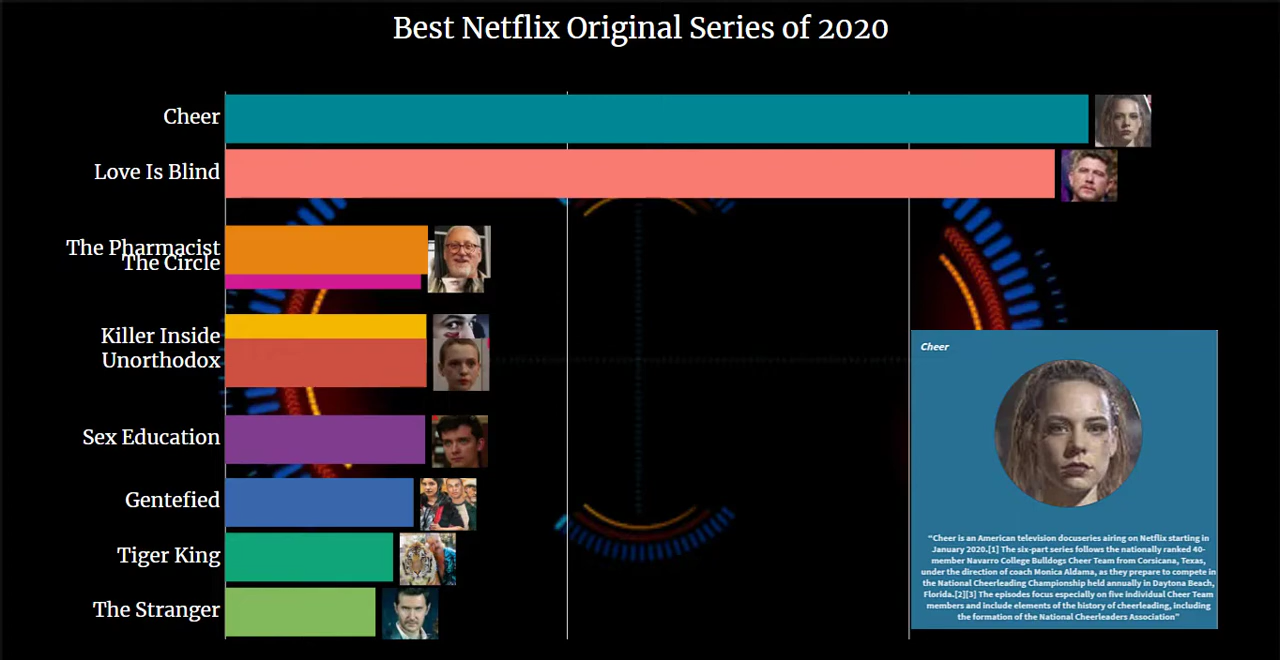 Best Netflix Original Series of 2020
Cheer
Love Is Blind
The Pharmacist
The Circle
Killer Inside
Unorthodox
Sex Education
Gentefied
Tiger King
The Stranger
Cheer
"Cheer is an American television docuseries airing on Netflix starting in
January 2020.[1] The six-part series follows the nationally ranked 40-
member Navarro College Bulldogs Cheer Team from Corsicana, Texas,
under the direction of coach Monica Aldama, as they prepare to compete in
the National Cheerleading Championship held annually in Daytona Beach,
Florida.[2][3] The episodes focus especially on five individual Cheer Team
members and include elements of the history of cheerleading, including
the formation of the National Cheerleaders Association"